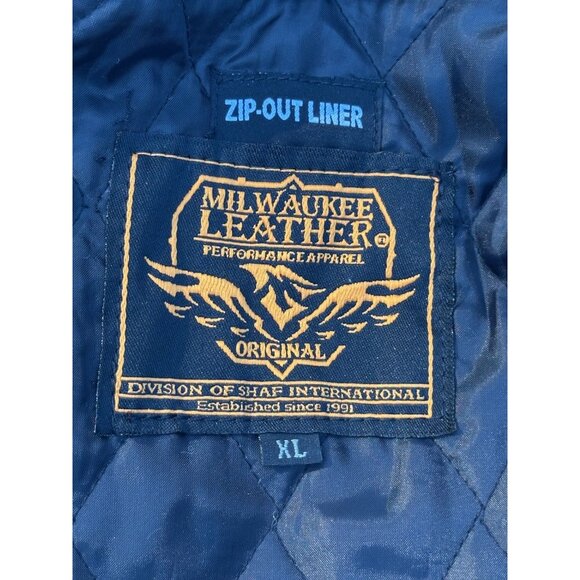 ZIP-OUT LINER
MILWAUKEE
LEATHER®
PERFORMANCE APPAREL
ORIGINAL
DIVISION OF SHAF INTERNATIONAL
Established since 1991
XL